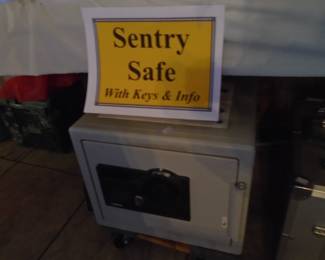 Sentry
Safe
With Keys & Info